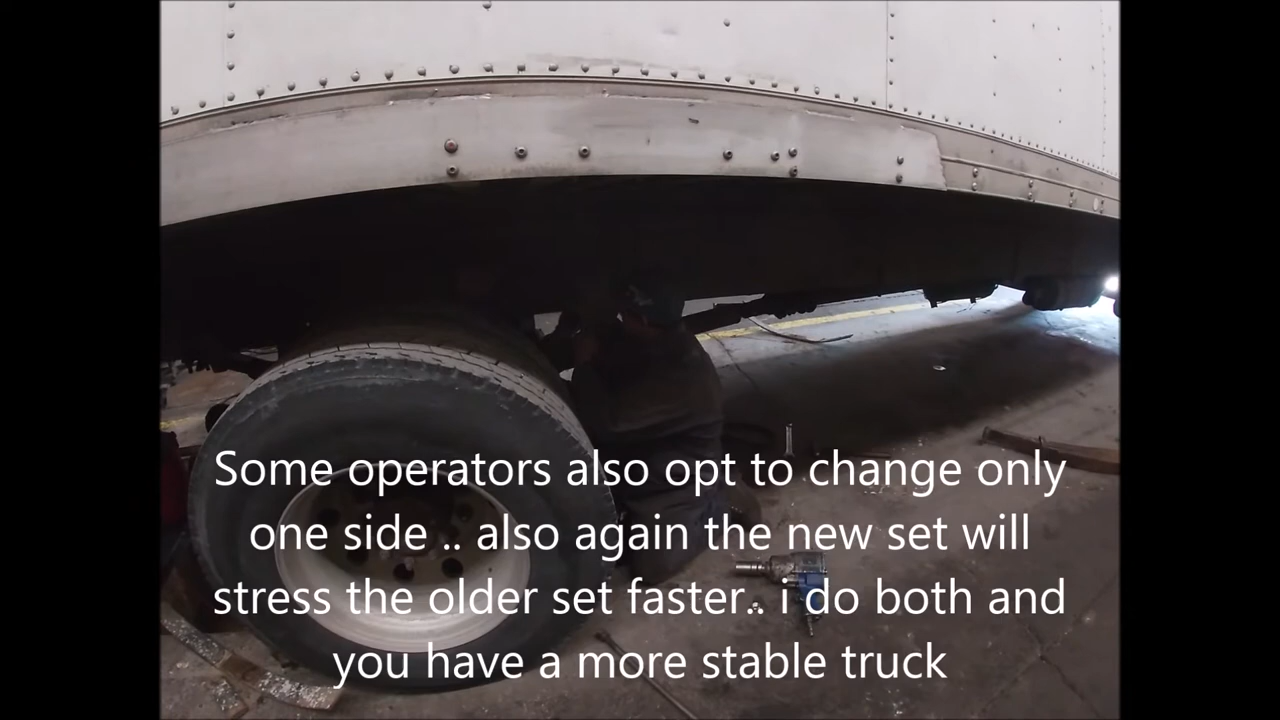 Some operators also opt to change only
one side .. also again the new set will
stress the older set faster.. i do both and
you have a more stable truck